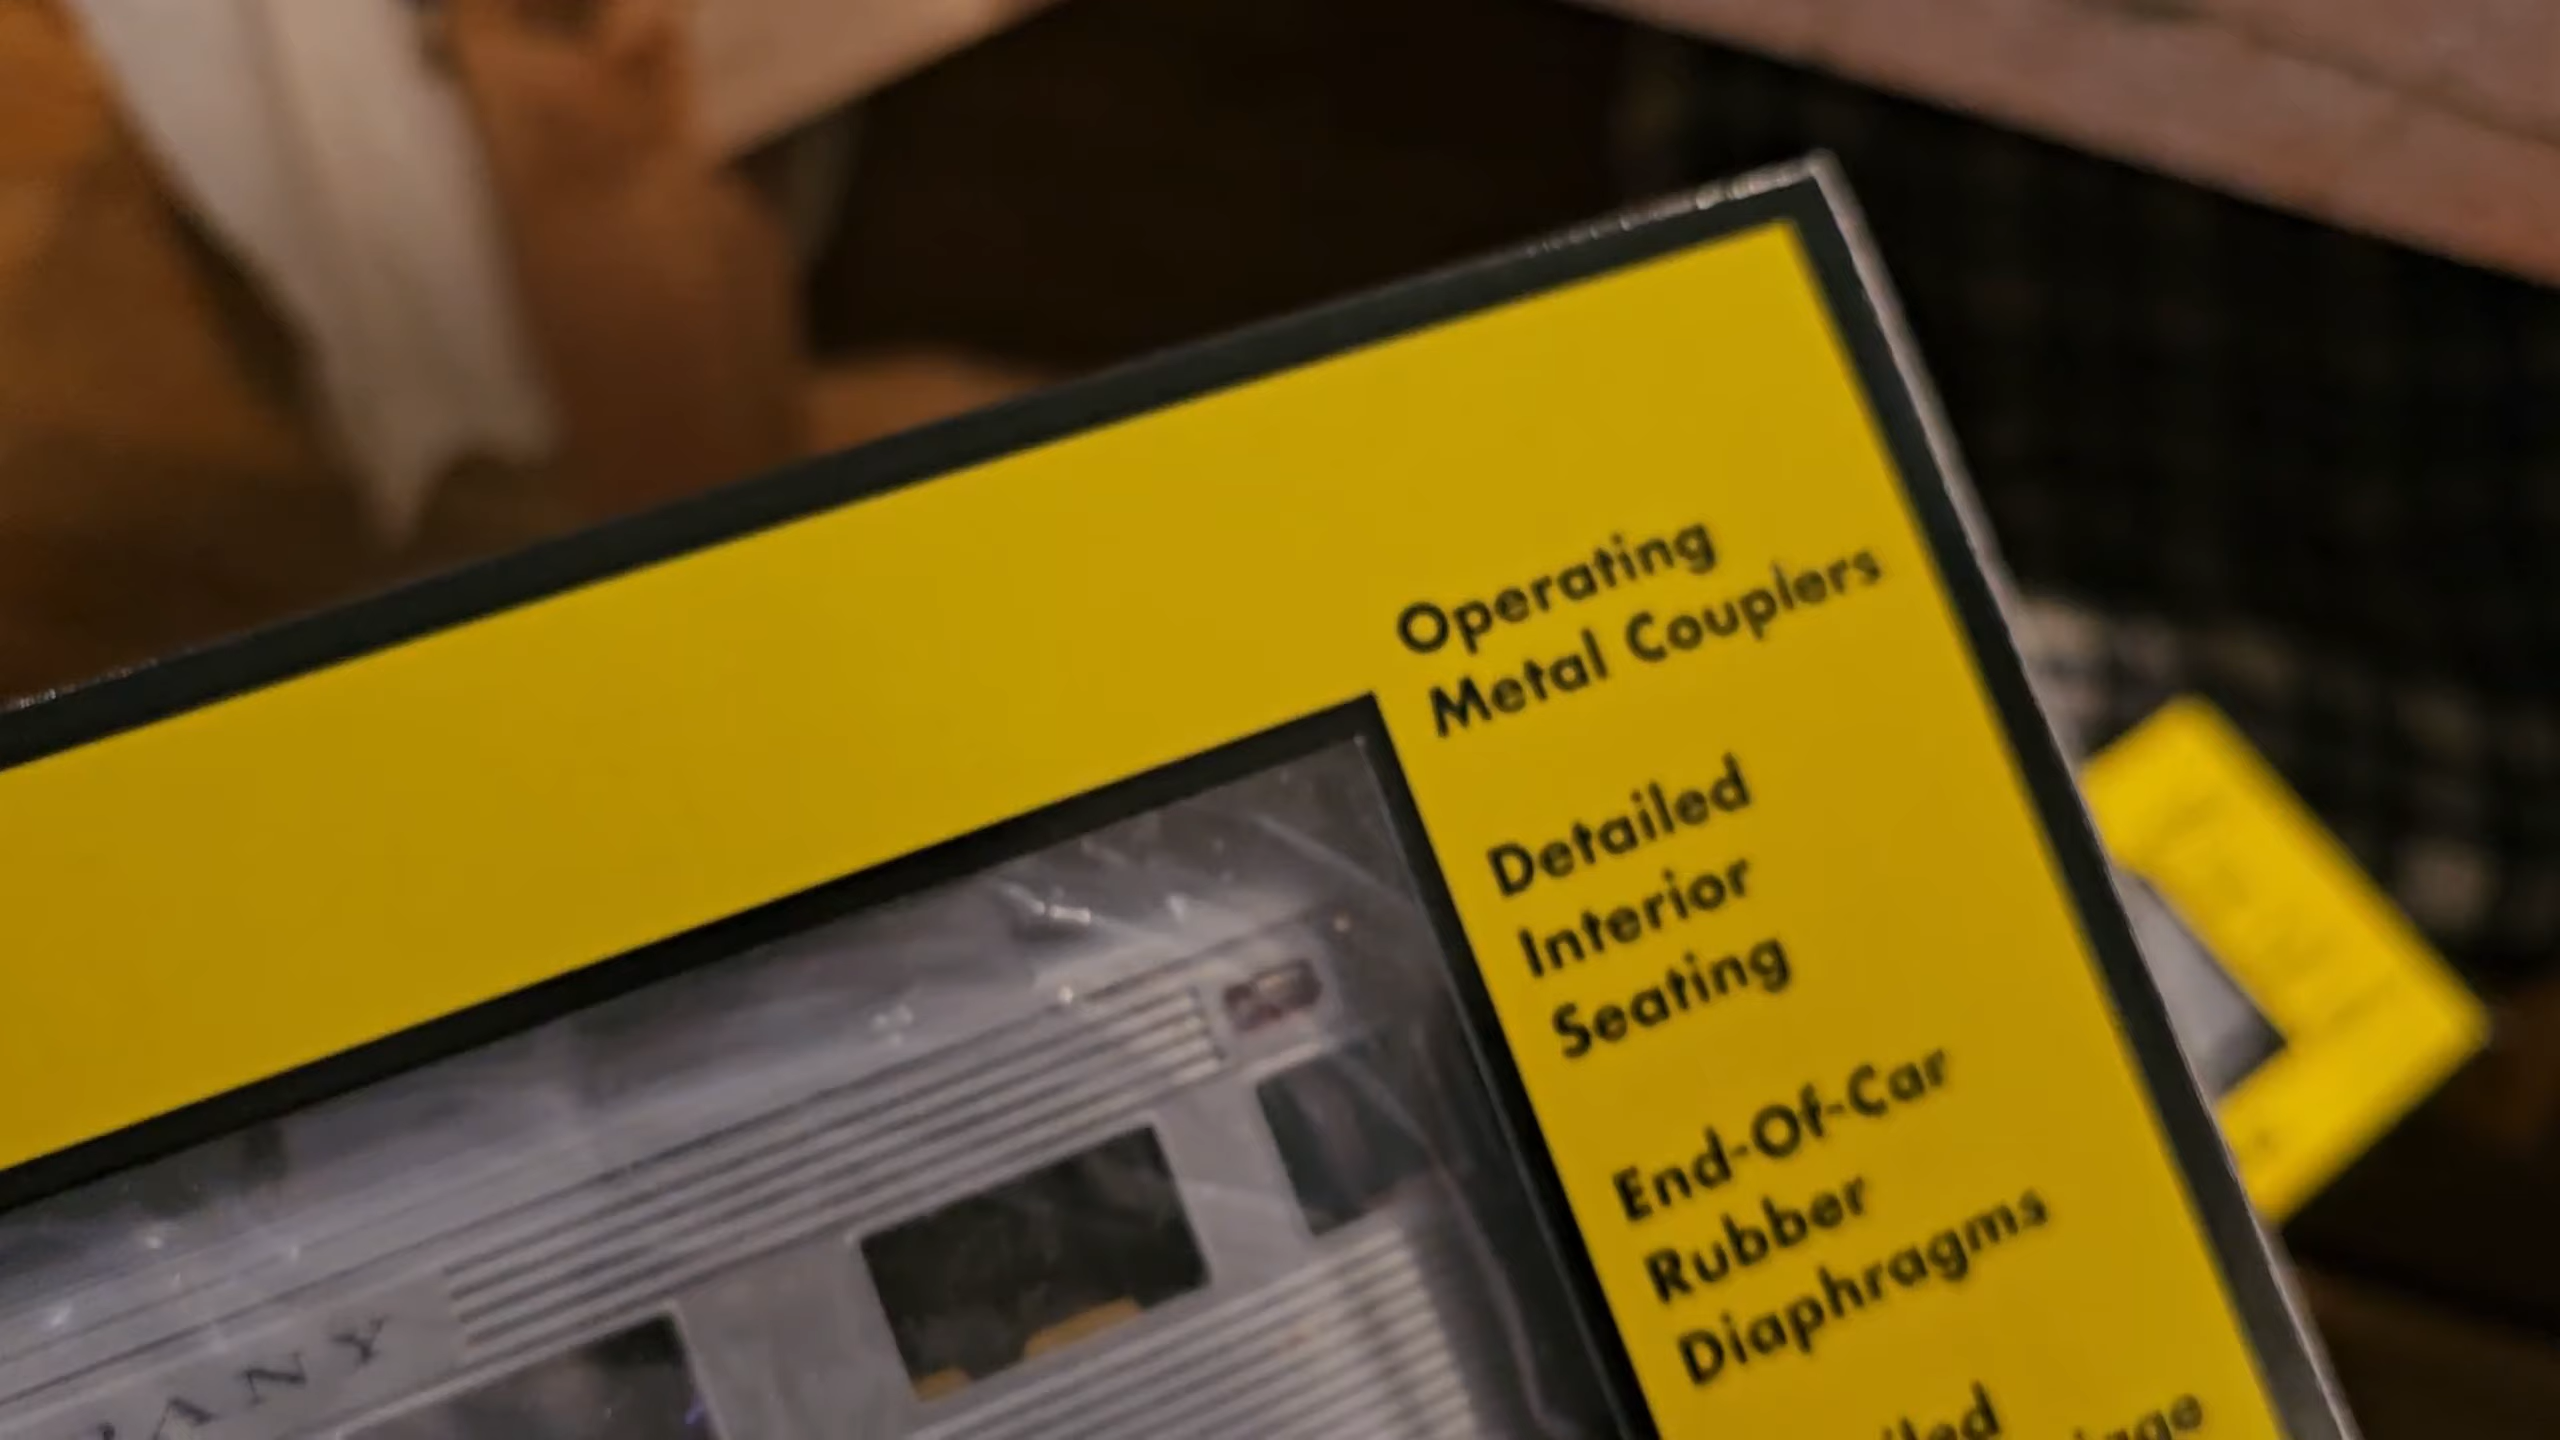 Operating
Metal Couplers
Detailed
Interior
Seating
End-Of-Car
Rubber
Diaphragms